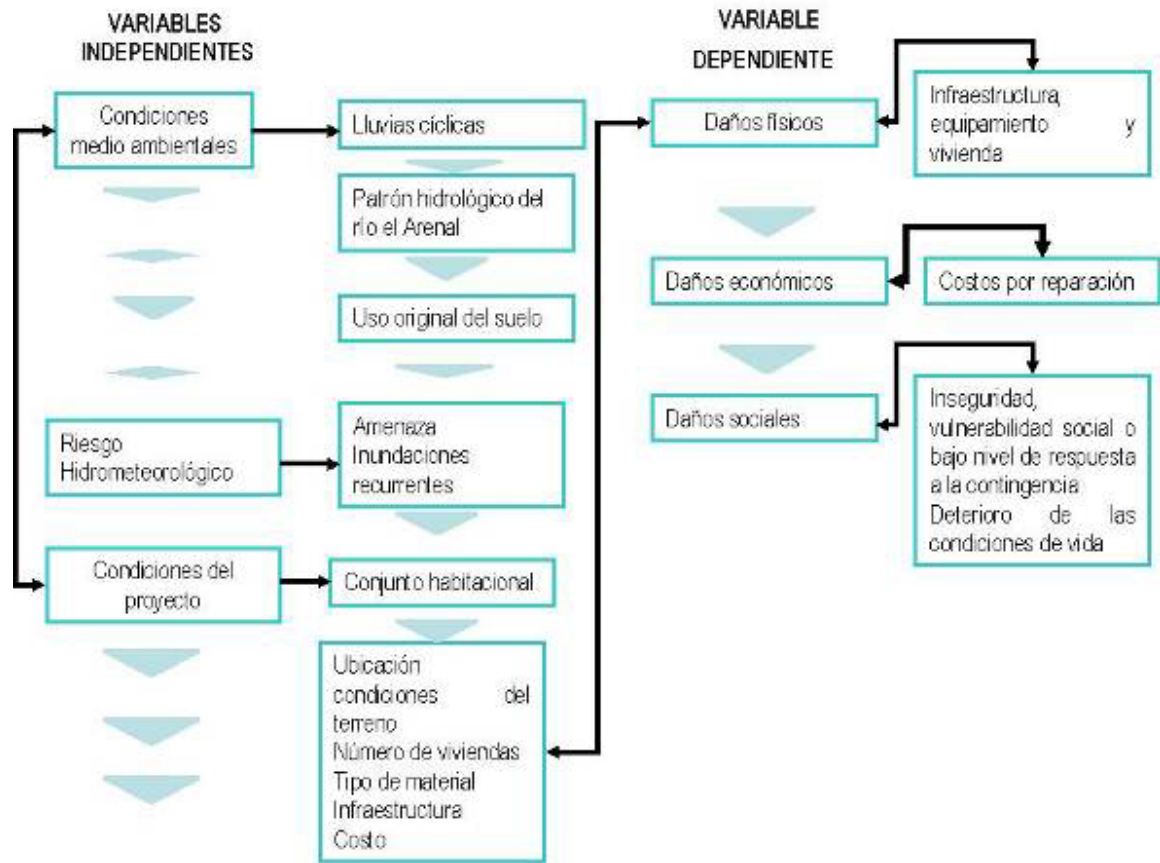 VARIABLES
INDEPENDIENTES
Condiciones
medio ambientales
Riesgo
Hidrometeorológico
Condiciones del
proyecto
Lluvias cíclicas
Patrón hidrológico del
río el Arenal
Uso original del suelo
Amenaza
Inundaciones
recurrentes
Conjunto habitacional
Ubicación
condiciones del
terreno
Número de viviendas
Tipo de material
Infraestructura
Costo
VARIABLE
DEPENDIENTE
Daños físicos
Daños económicos
Daños sociales
Infraestructura,
equipamiento y
vivienda
Costos por reparación
Inseguridad,
vulnerabilidad social o
bajo nivel de respuesta
a la contingencia
Deterioro de las
condiciones de vida